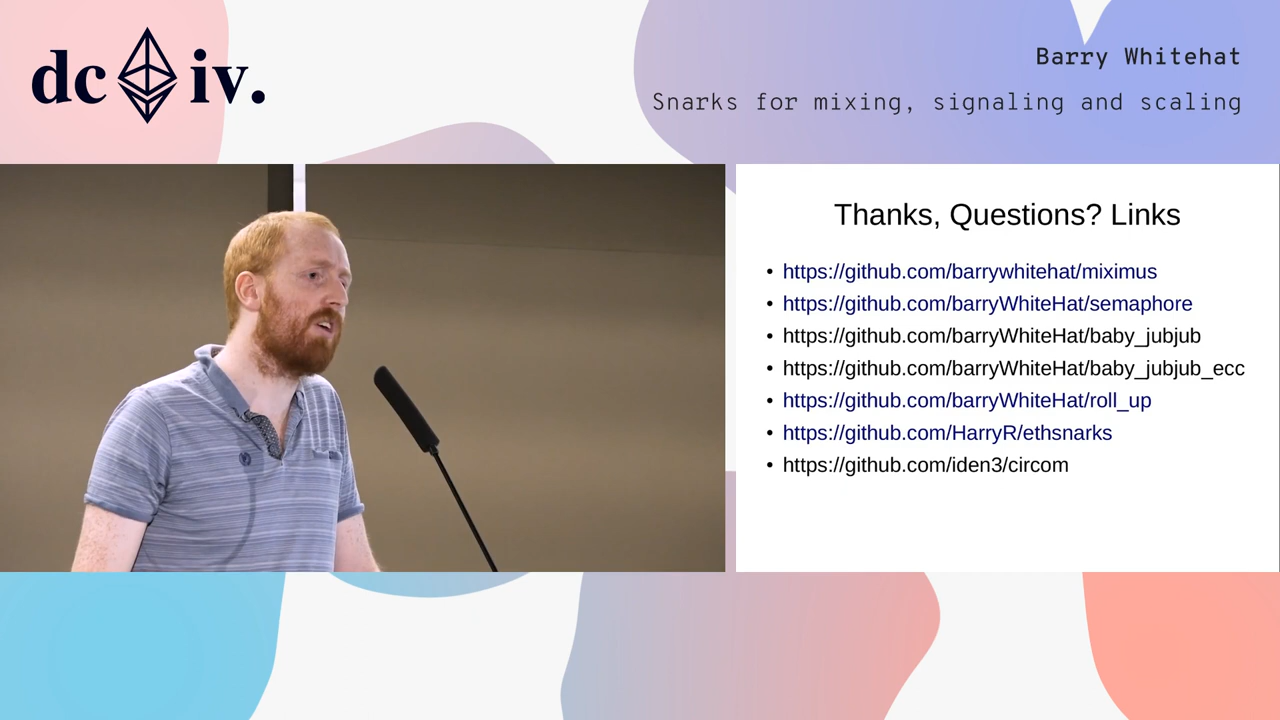 dc iv.
Barry Whitehat
Snarks for mixing, signaling and scaling
Thanks, Questions? Links
• https://github.com/barrywhitehat/miximus
• https://github.com/barryWhiteHat/semaphore
• https://github.com/barryWhiteHat/baby_jubjub
• https://github.com/barryWhiteHat/baby_jubjub_ecc
• https://github.com/barryWhiteHat/roll_up
• https://github.com/HarryR/ethsnarks
• https://github.com/iden3/circom